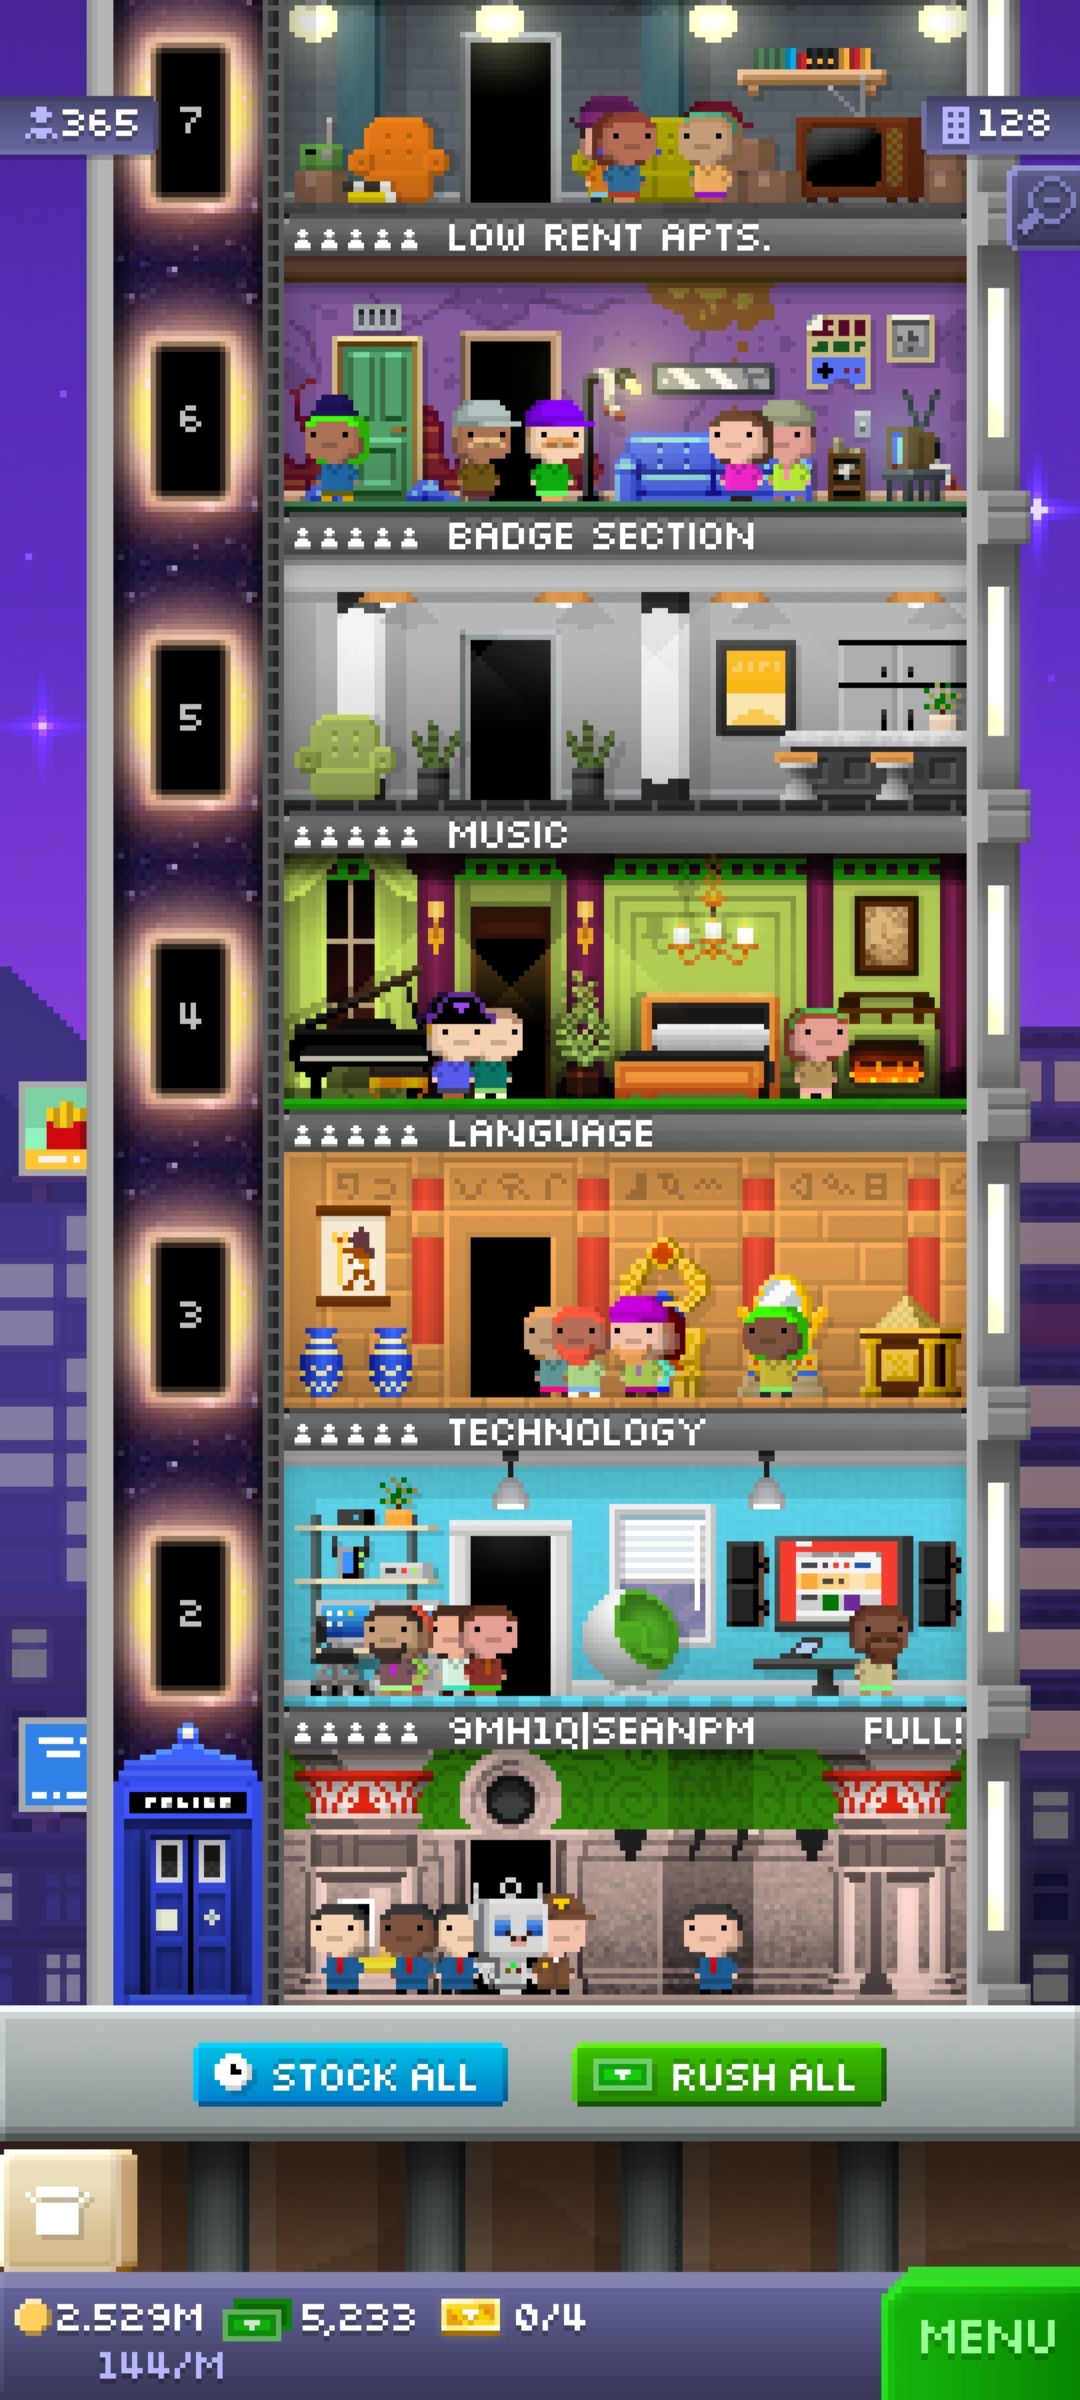 7
365
128
LOW RENT APTS.
6
BADGE SECTION
5
MUSIC
4
LANGUAGE
3
TECHNOLOGY
2
9MH1Q|SEANPM FULL!
POLICE
STOCK ALL
RUSH ALL
2.529M 5,233 0/4
144/M
MENU